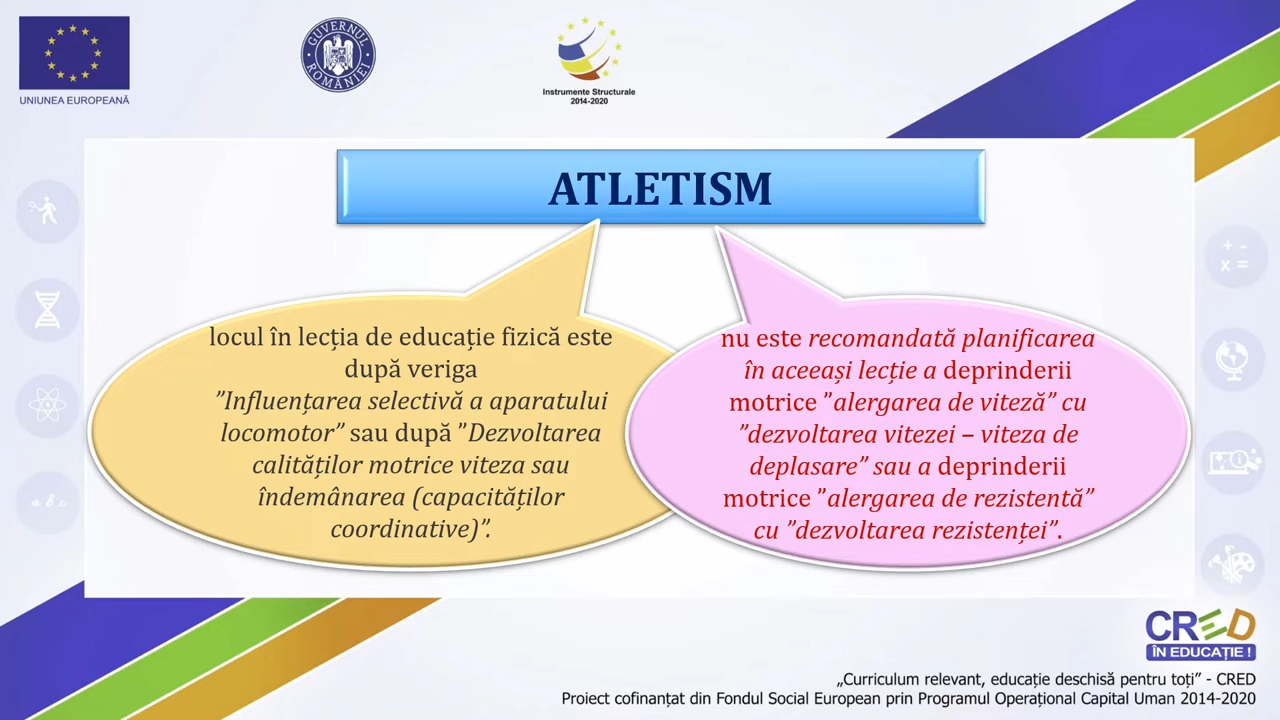 UNIUNEA EUROPEANĂ
GUVERNUL ROMÂNIEI
Instrumente Structurale
2014-2020
ATLETISM
locul în lecția de educație fizică este
după veriga
”Influențarea selectivă a aparatului
locomotor” sau după ”Dezvoltarea
calităților motrice viteza sau
îndemânarea (capacităților
coordinative)”.
nu este recomandată planificarea
în aceeași lecție a deprinderii
motrice ”alergarea de viteză” cu
”dezvoltarea vitezei – viteza de
deplasare” sau a deprinderii
motrice ”alergarea de rezistentă”
cu ”dezvoltarea rezistenței”.
+ -
x =
a b c
CRED
ÎN EDUCAȚIE !
„Curriculum relevant, educație deschisă pentru toți” - CRED
Proiect cofinanțat din Fondul Social European prin Programul Operațional Capital Uman 2014-2020